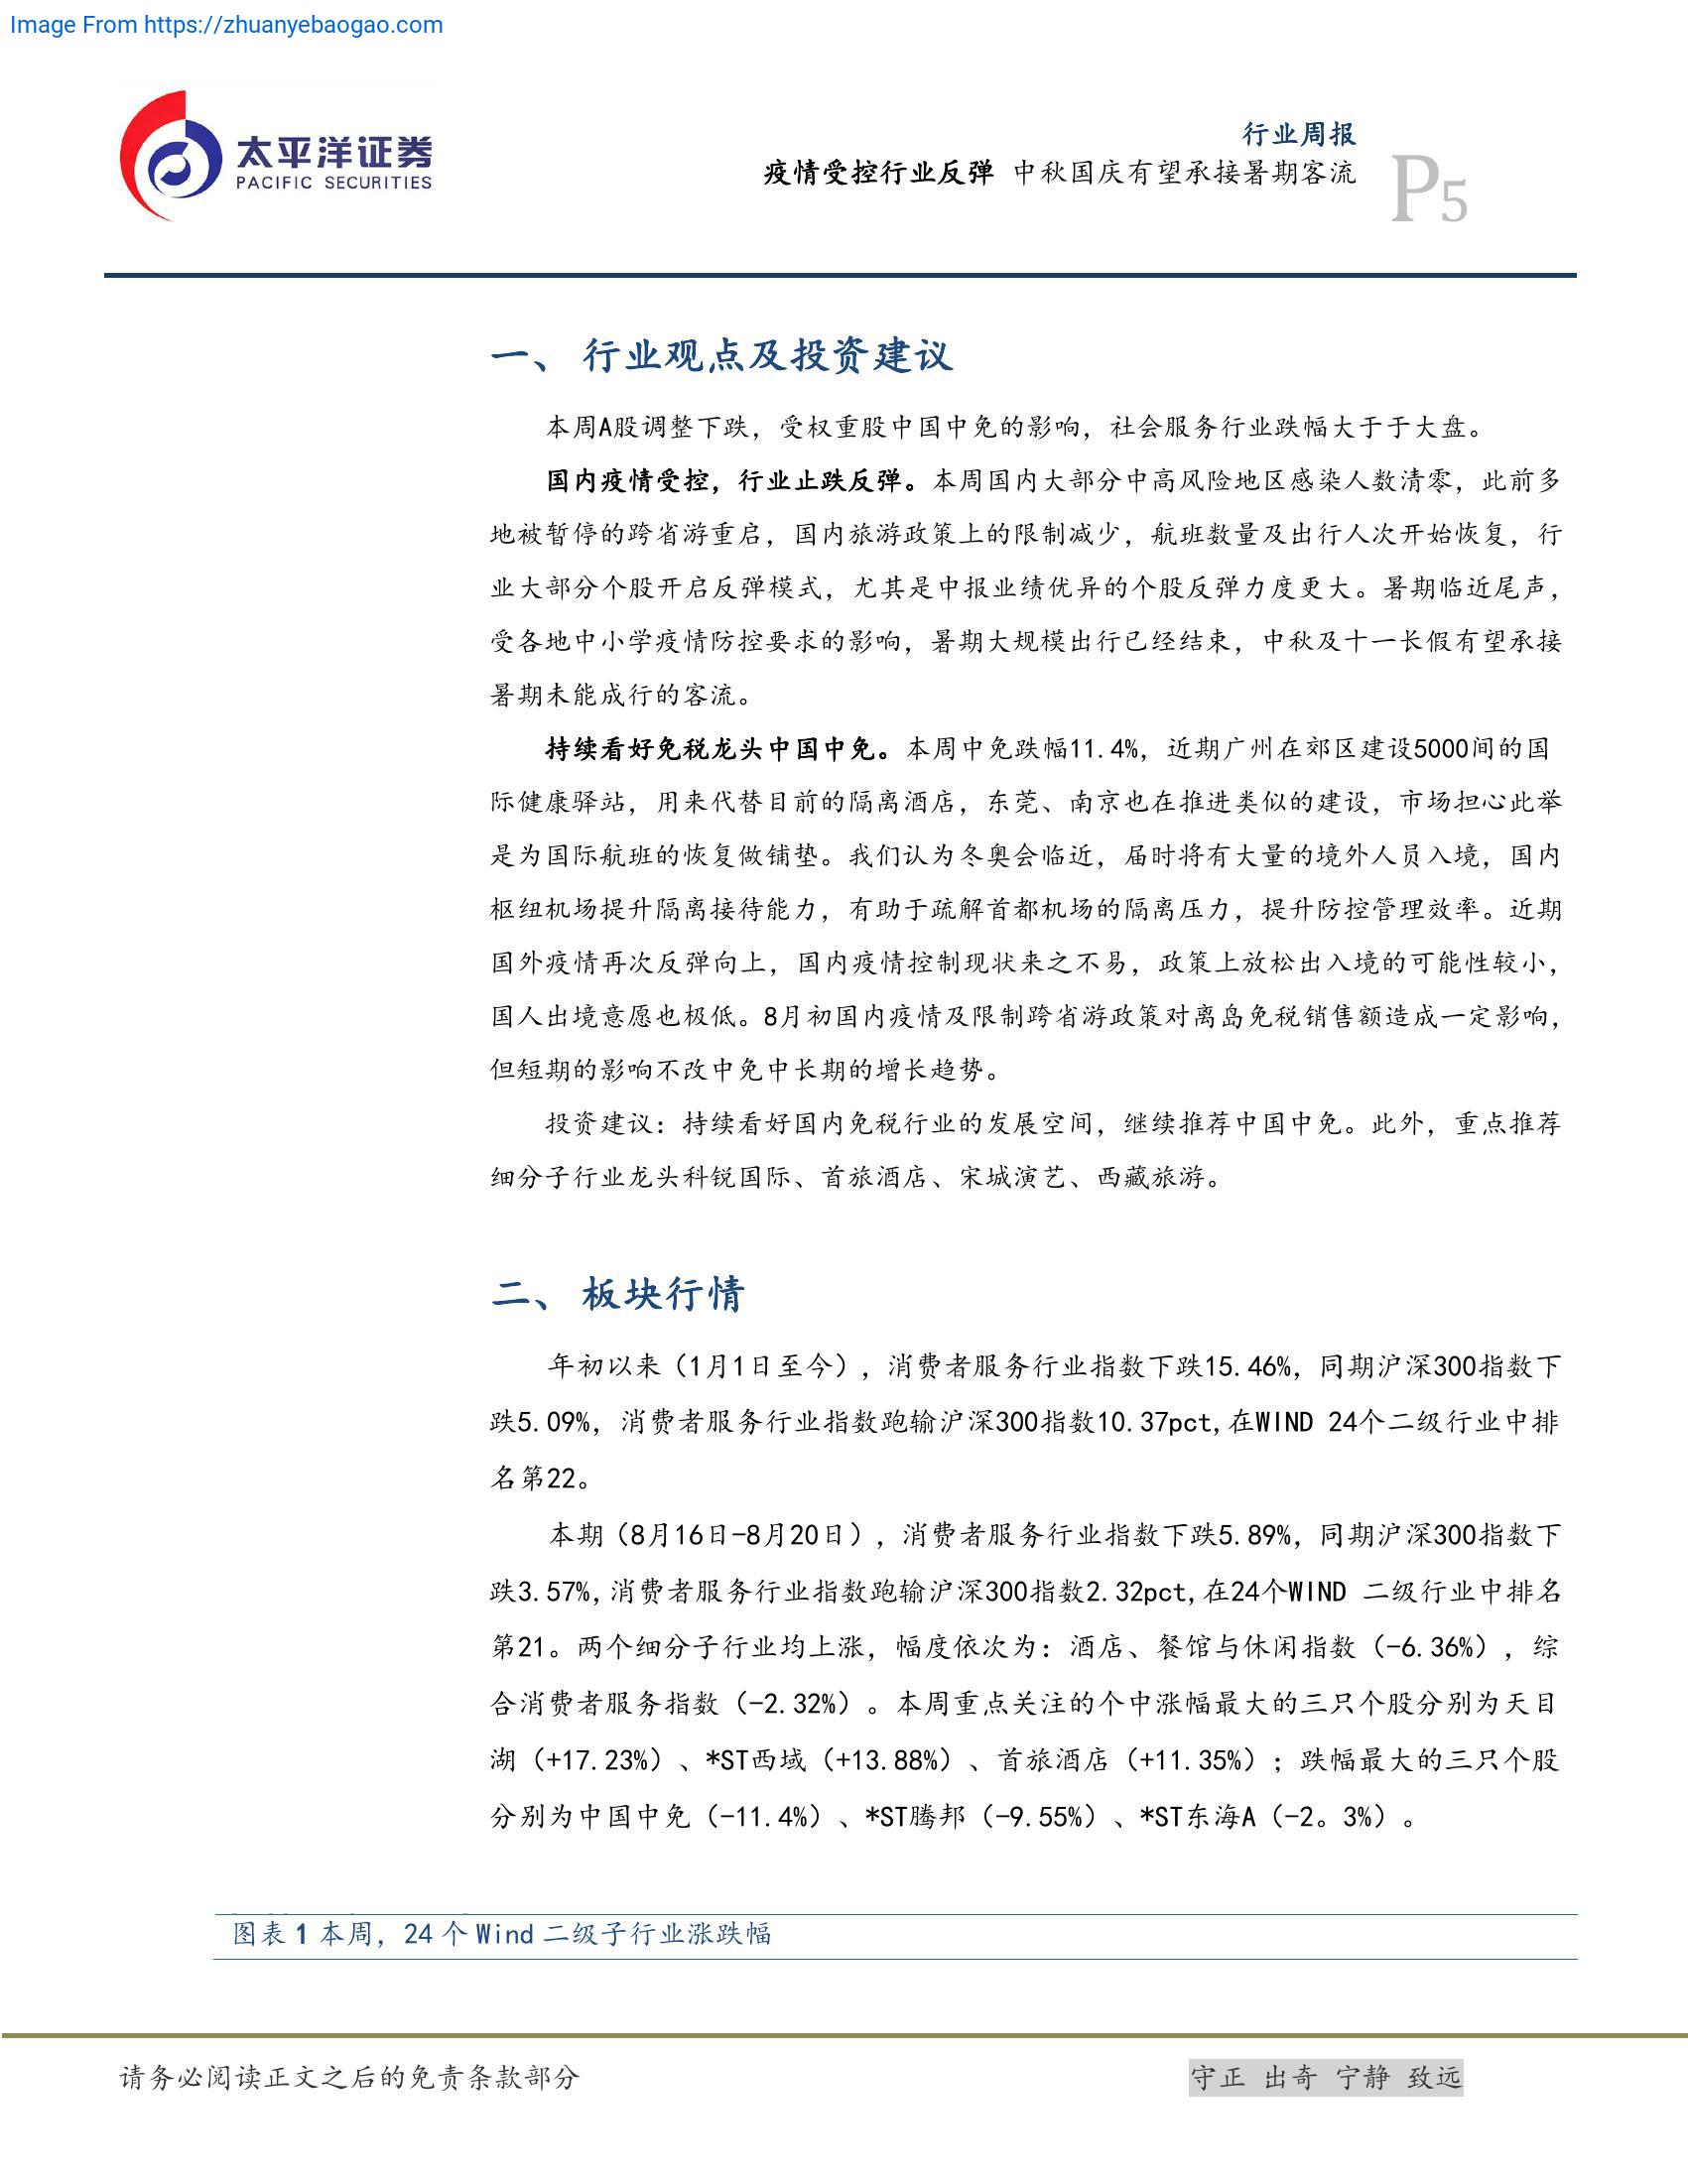 Image From https://zhuanyebaogao.com
太平洋证券
PACIFIC SECURITIES
行业周报
疫情受控行业反弹 中秋国庆有望承接暑期客流
P5
一、 行业观点及投资建议
本周A股调整下跌，受权重股中国中免的影响，社会服务行业跌幅大于于大盘。
国内疫情受控，行业止跌反弹。本周国内大部分中高风险地区感染人数清零，此前多
地被暂停的跨省游重启，国内旅游政策上的限制减少，航班数量及出行人次开始恢复，行
业大部分个股开启反弹模式，尤其是中报业绩优异的个股反弹力度更大。暑期临近尾声，
受各地中小学疫情防控要求的影响，暑期大规模出行已经结束，中秋及十一长假有望承接
暑期未能成行的客流。
持续看好免税龙头中国中免。本周中免跌幅11.4%，近期广州在郊区建设5000间的国
际健康驿站，用来代替目前的隔离酒店，东莞、南京也在推进类似的建设，市场担心此举
是为国际航班的恢复做铺垫。我们认为冬奥会临近，届时将有大量的境外人员入境，国内
枢纽机场提升隔离接待能力，有助于疏解首都机场的隔离压力，提升防控管理效率。近期
国外疫情再次反弹向上，国内疫情控制现状来之不易，政策上放松出入境的可能性较小，
国人出境意愿也极低。8月初国内疫情及限制跨省游政策对离岛免税销售额造成一定影响，
但短期的影响不改中免中长期的增长趋势。
投资建议：持续看好国内免税行业的发展空间，继续推荐中国中免。此外，重点推荐
细分子行业龙头科锐国际、首旅酒店、宋城演艺、西藏旅游。
二、 板块行情
年初以来（1月1日至今），消费者服务行业指数下跌15.46%，同期沪深300指数下
跌5.09%，消费者服务行业指数跑输沪深300指数10.37pct,在WIND 24个二级行业中排
名第22。
本期（8月16日-8月20日），消费者服务行业指数下跌5.89%，同期沪深300指数下
跌3.57%,消费者服务行业指数跑输沪深300指数2.32pct,在24个WIND 二级行业中排名
第21。两个细分子行业均上涨，幅度依次为：酒店、餐馆与休闲指数（-6.36%），综
合消费者服务指数（-2.32%）。本周重点关注的个中涨幅最大的三只个股分别为天目
湖（+17.23%）、*ST西域（+13.88%）、首旅酒店（+11.35%）；跌幅最大的三只个股
分别为中国中免（-11.4%）、*ST腾邦（-9.55%）、*ST东海A（-2。3%）。
图表 1 本周，24 个 Wind 二级子行业涨跌幅
请务必阅读正文之后的免责条款部分
守正 出奇 宁静 致远